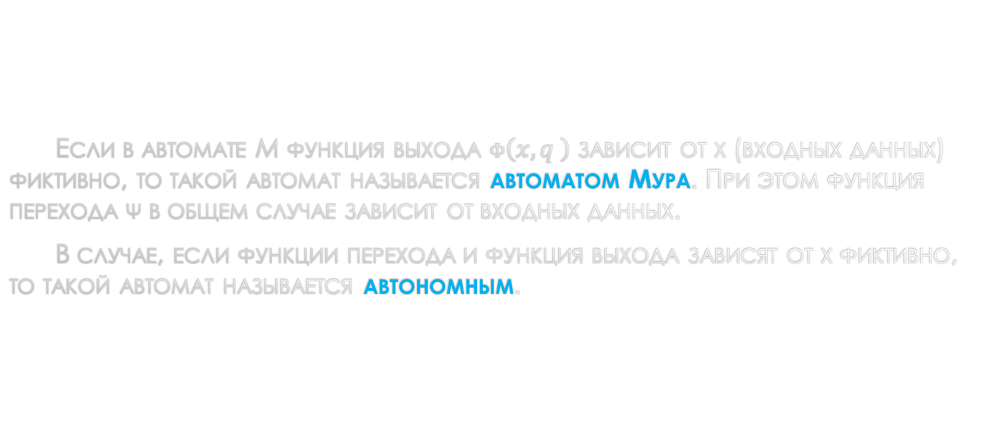 Если в автомате M функция выхода φ(x, q ) зависит от x (входных данных)
фиктивно, то такой автомат называется автоматом Мура. При этом функция
перехода ψ в общем случае зависит от входных данных.
В случае, если функции перехода и функция выхода зависят от x фиктивно,
то такой автомат называется автономным.